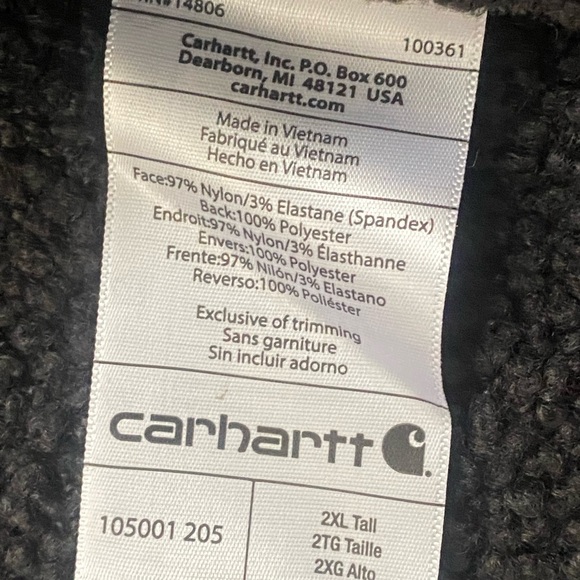 14806
100361
Carhartt, Inc. P.O. Box 600
Dearborn, MI 48121 USA
carhartt.com
Made in Vietnam
Fabriqué au Vietnam
Hecho en Vietnam
Face:97% Nylon/3% Elastane (Spandex)
Back:100% Polyester
Endroit:97% Nylon/3% Élasthanne
Envers:100% Polyester
Frente:97% Nilón/3% Elastano
Reverso:100% Poliéster
Exclusive of trimming
Sans garniture
Sin incluir adorno
carhartt
105001 205
2XL Tall
2TG Taille
2XG Alto